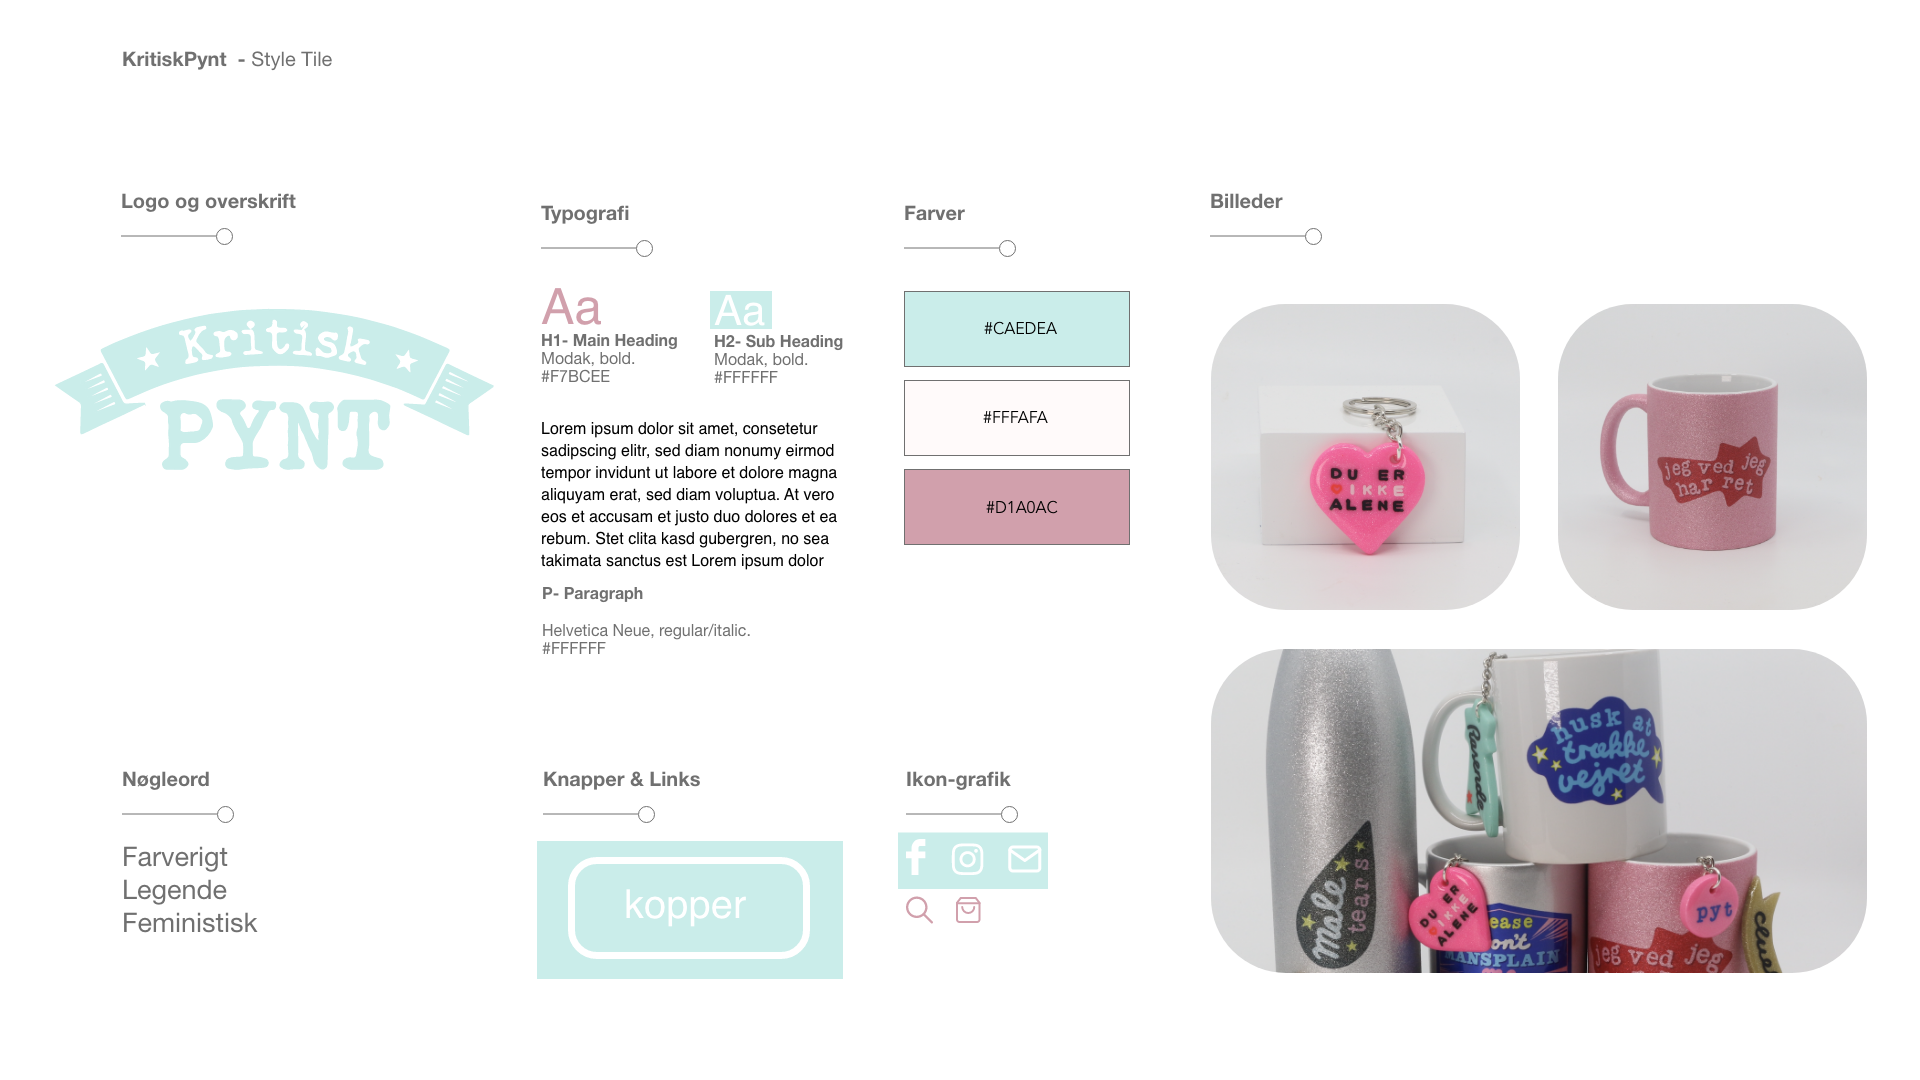 KritiskPynt - Style Tile
Logo og overskrift
Kritisk
PYNT
Typografi
Aa
H1- Main Heading
Modak, bold.
#F7BCEE
Aa
H2- Sub Heading
Modak, bold.
#FFFFFF
Lorem ipsum dolor sit amet, consetetur
sadipscing elitr, sed diam nonumy eirmod
tempor invidunt ut labore et dolore magna
aliquyam erat, sed diam voluptua. At vero
eos et accusam et justo duo dolores et ea
rebum. Stet clita kasd gubergren, no sea
takimata sanctus est Lorem ipsum dolor
P- Paragraph
Helvetica Neue, regular/italic.
#FFFFFF
Farver
#CAEDEA
#FFFAFA
#D1A0AC
Billeder
DU ER
IKKE
ALENE
jeg ved jeg
har ret
husk at
trække
vejret
Rasende
male
tears
DU ER
IKKE
ALENE
ease
on't
MANSPLAIN
jeg ved jeg
pyt
Nøgleord
Farverigt
Legende
Feministisk
Knapper & Links
kopper
Ikon-grafik